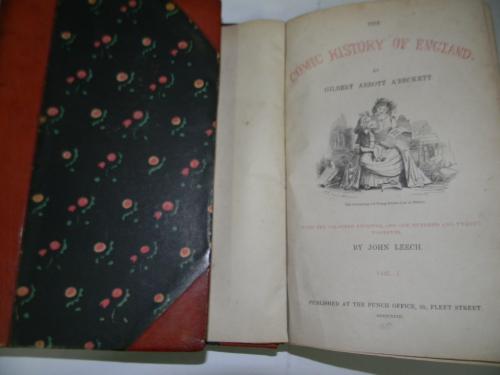 THE
COMIC HISTORY OF ENGLAND.
BY
GILBERT ABBOTT A'BECKETT
WITH TEN COLOURED ETCHINGS, AND ONE HUNDRED AND TWENTY
WOODCUTS,
BY JOHN LEECH.
VOL. I.
PUBLISHED AT THE PUNCH OFFICE, 85, FLEET STREET.